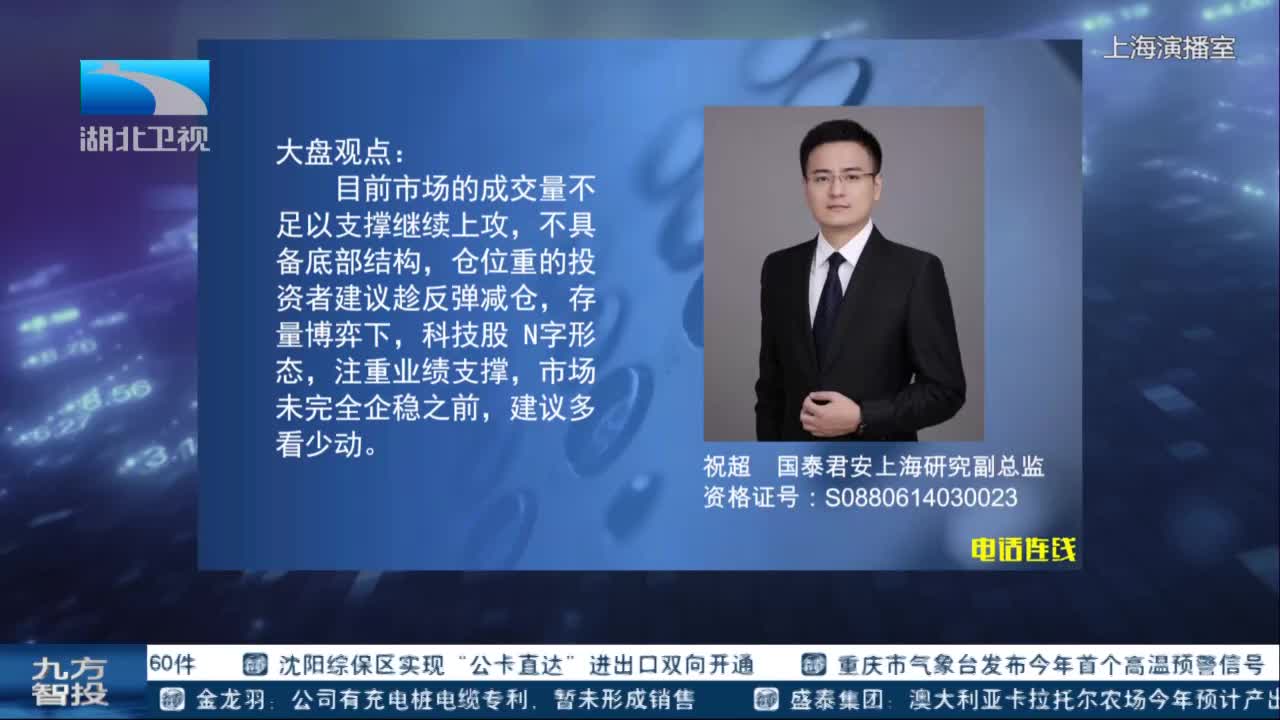 上海演播室
湖北卫视
大盘观点：
目前市场的成交量不
足以支撑继续上攻，不具
备底部结构，仓位重的投
资者建议趁反弹减仓，存
量博弈下，科技股 N字形
态，注重业绩支撑，市场
未完全企稳之前，建议多
看少动。
祝超 国泰君安上海研究副总监
资格证号：S0880614030023
电话连线
九方
智投
60件 沈阳综保区实现“公卡直达”进出口双向开通 重庆市气象台发布今年首个高温预警信号
金龙羽：公司有充电桩电缆专利，暂未形成销售 盛泰集团：澳大利亚卡拉托尔农场今年预计产出